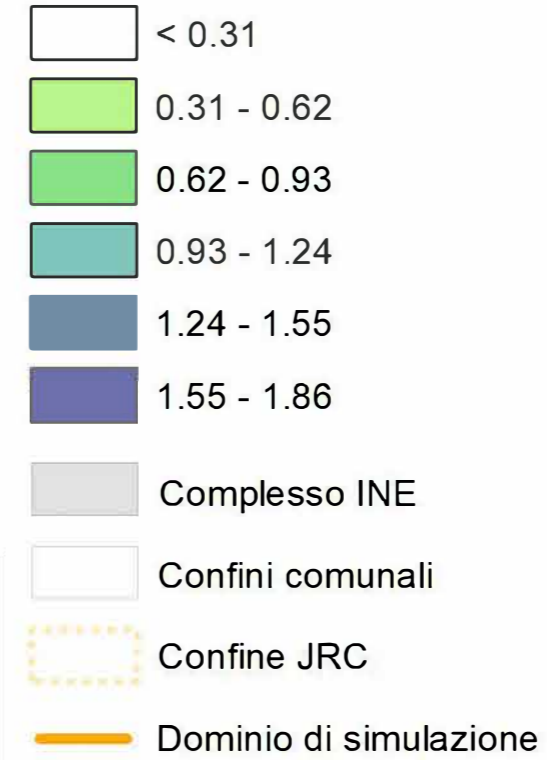 < 0.31
0.31 - 0.62
0.62 - 0.93
0.93 - 1.24
1.24 - 1.55
1.55 - 1.86
Complesso INE
Confini comunali
Confine JRC
Dominio di simulazione